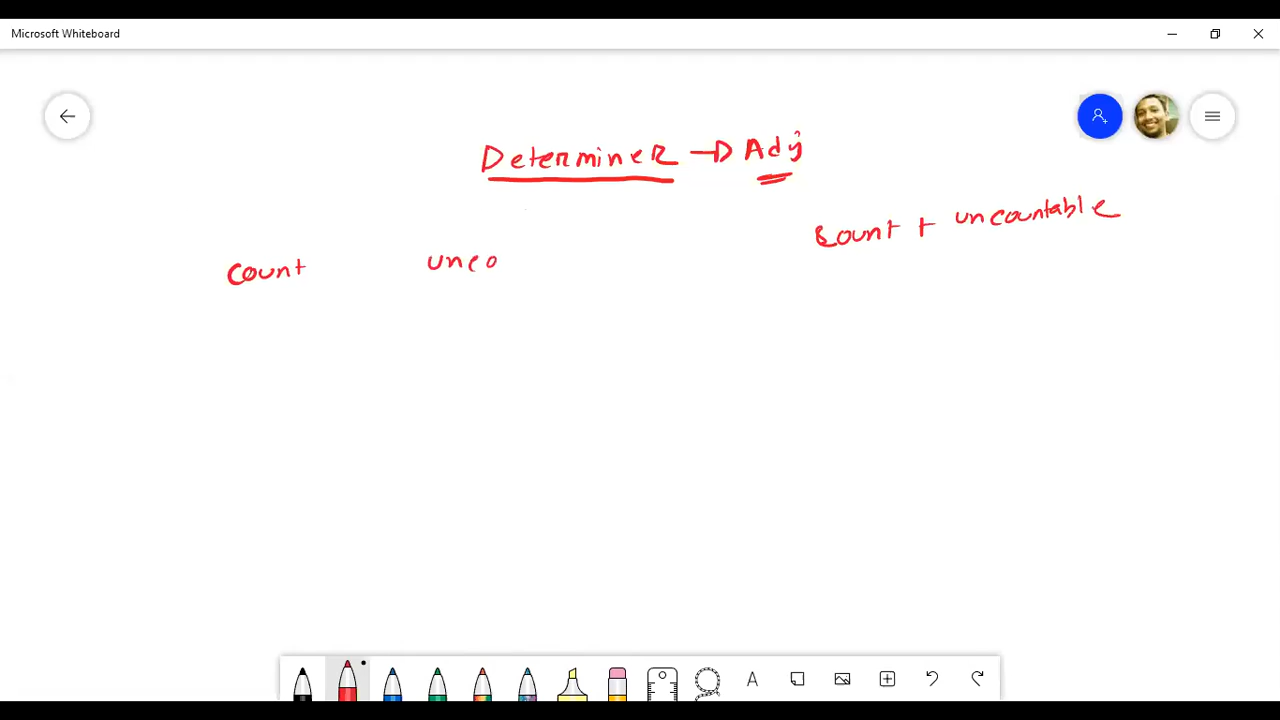 Microsoft Whiteboard
DetermineR → Adj
count + uncountable
count unco
A